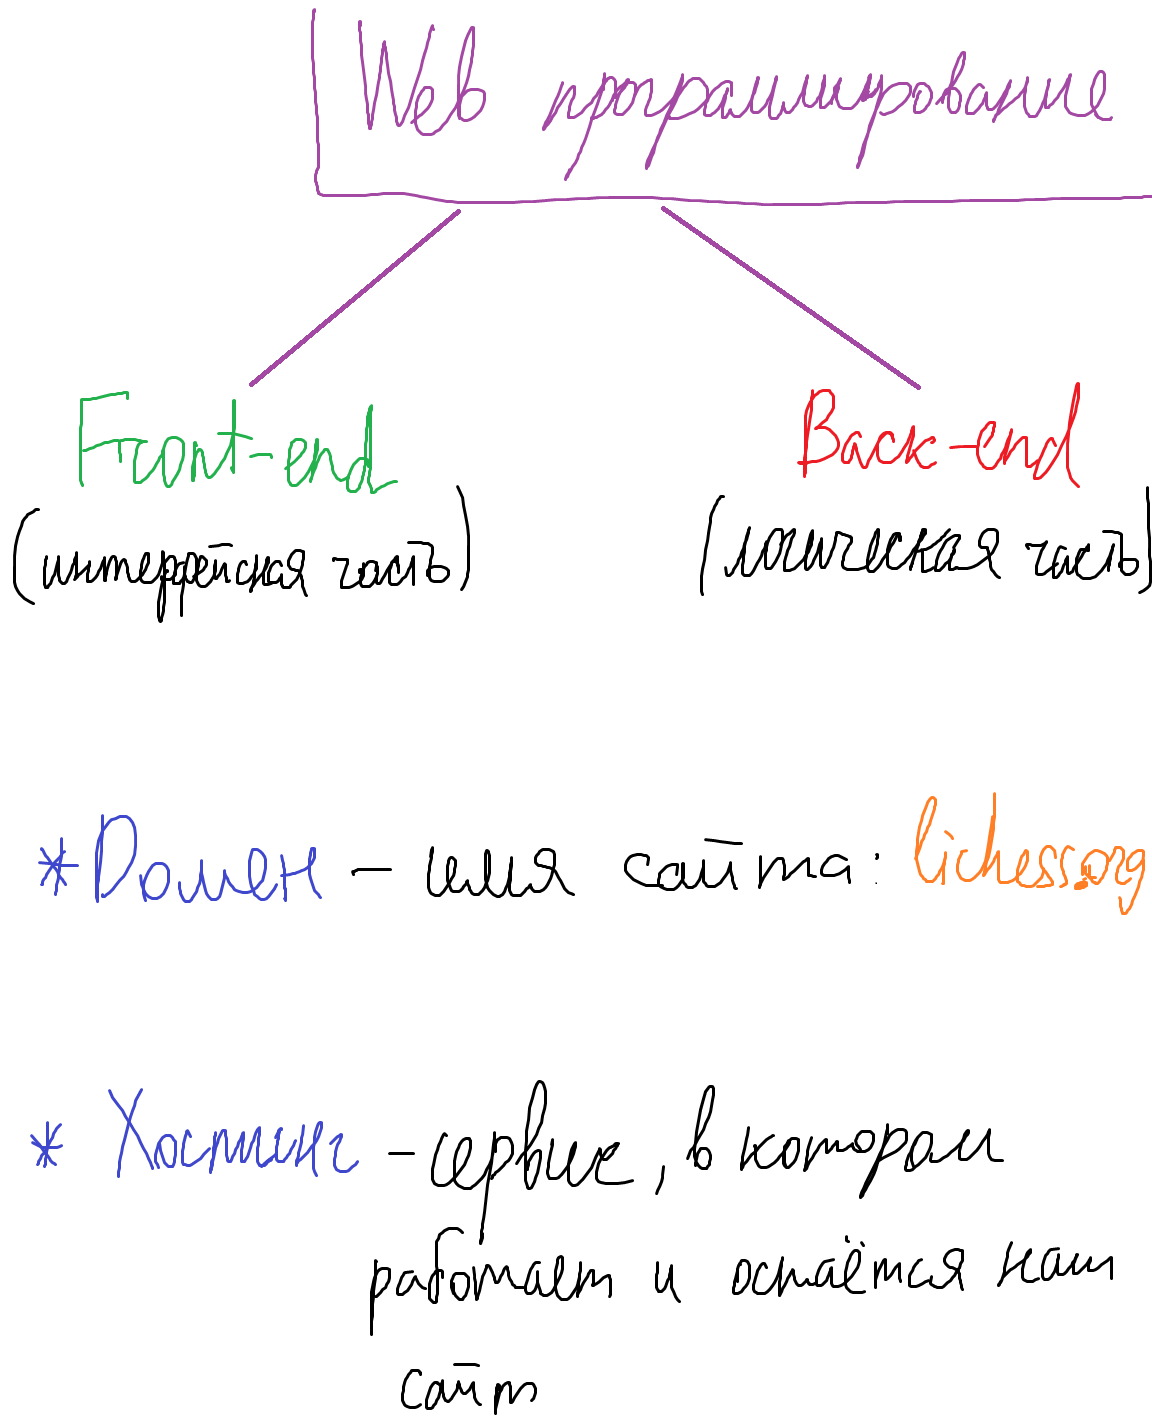 Web программирование
Front-end
Back-end
(интерфейсная часть)
(логическая часть)
*Домен - имя сайта: lichess.org
* Хостинг - сервис, в котором
работает и остаётся наш
сайт